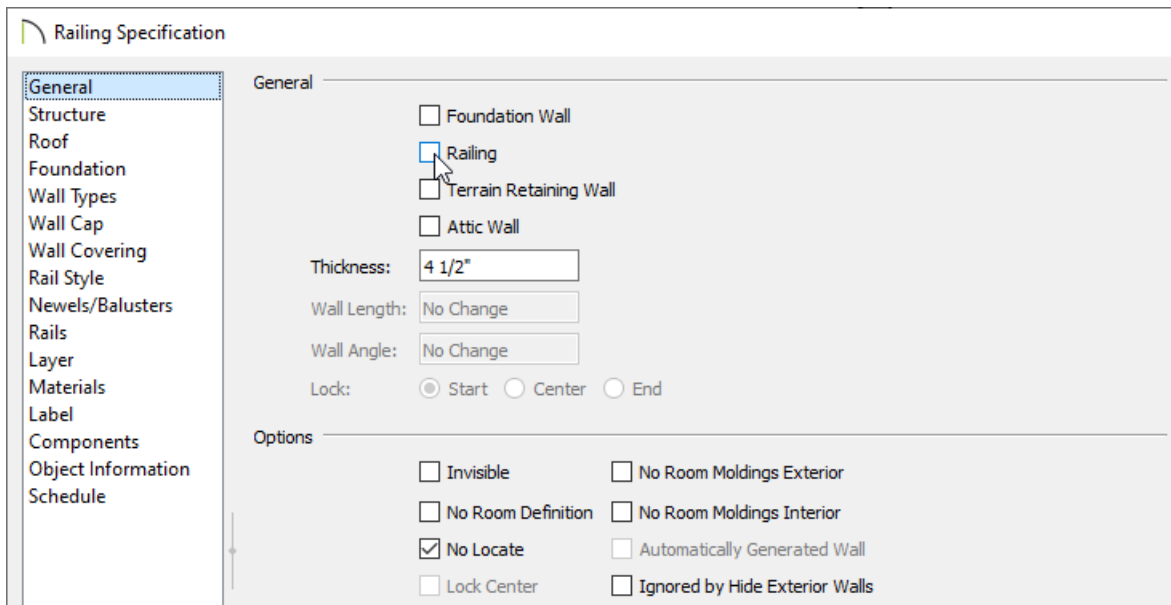 Railing Specification
General
Structure
Roof
Foundation
Wall Types
Wall Cap
Wall Covering
Rail Style
Newels/Balusters
Rails
Layer
Materials
Label
Components
Object Information
Schedule
General
Foundation Wall
Railing
Terrain Retaining Wall
Attic Wall
Thickness: 4 1/2"
Wall Length: No Change
Wall Angle: No Change
Lock: Start Center End
Options
Invisible No Room Moldings Exterior
No Room Definition No Room Moldings Interior
No Locate Automatically Generated Wall
Lock Center Ignored by Hide Exterior Walls